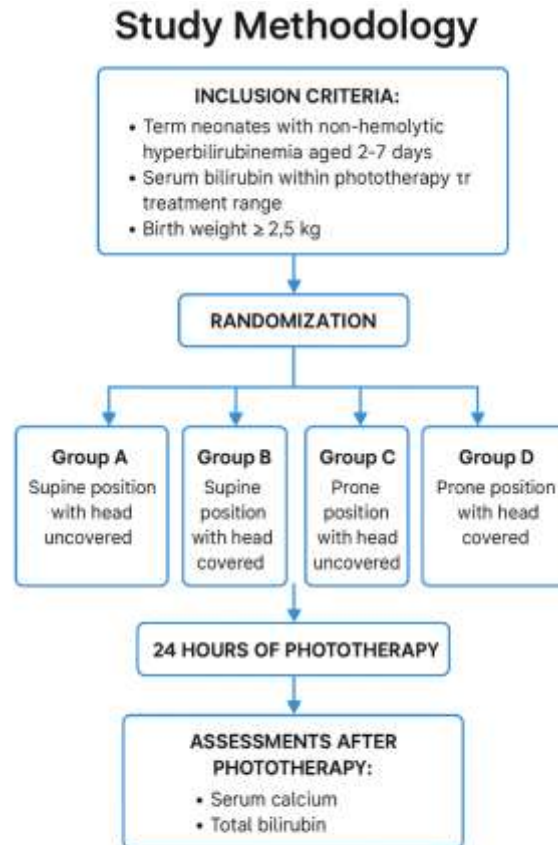 Study Methodology
INCLUSION CRITERIA:
• Term neonates with non-hemolytic
hyperbilirubinemia aged 2-7 days
• Serum bilirubin within phototherapy τr
treatment range
• Birth weight ≥ 2,5 kg
RANDOMIZATION
Group A
Supine position
with head
uncovered
Group B
Supine
position
with head
covered
Group C
Prone
position
with head
uncovered
Group D
Prone position
with head
covered
24 HOURS OF PHOTOTHERAPY
ASSESSMENTS AFTER
PHOTOTHERAPY:
• Serum calcium
• Total bilirubin